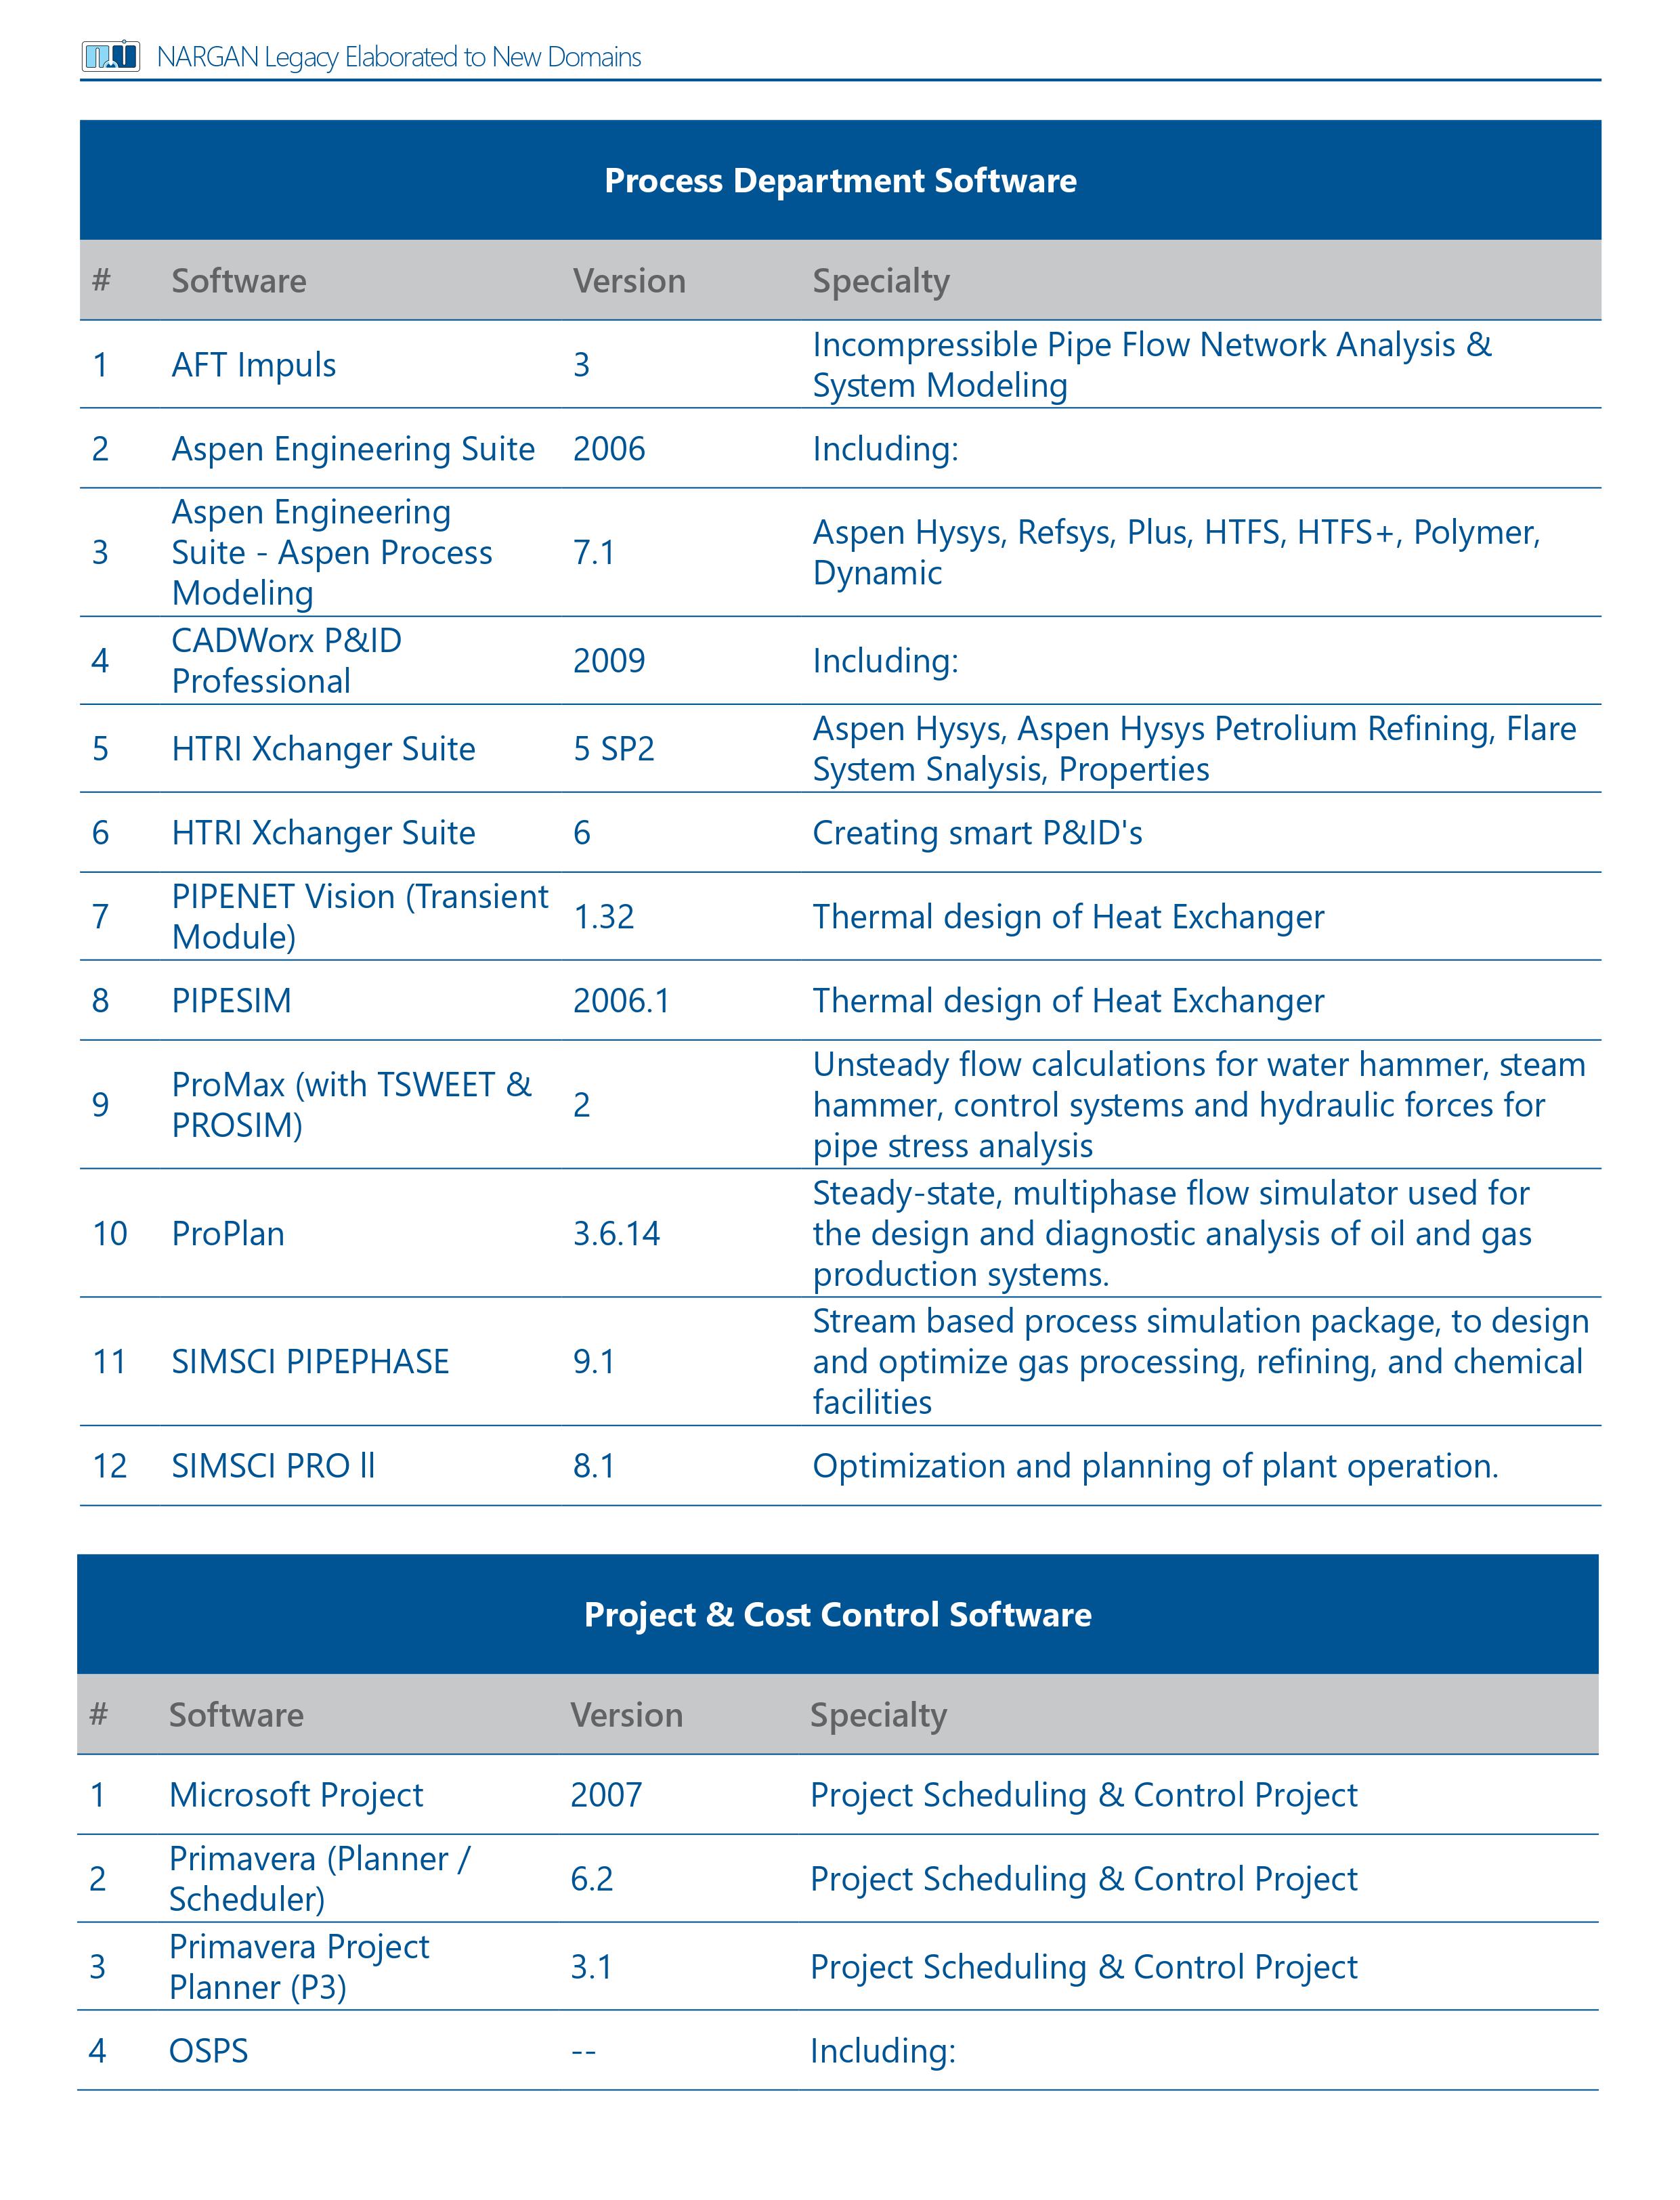 NARGAN Legacy Elaborated to New Domains
Process Department Software
# Software Version Specialty
1 AFT Impuls 3 Incompressible Pipe Flow Network Analysis &
System Modeling
2 Aspen Engineering Suite 2006 Including:
3 Aspen Engineering
Suite - Aspen Process
Modeling 7.1 Aspen Hysys, Refsys, Plus, HTFS, HTFS+, Polymer,
Dynamic
4 CADWorx P&ID
Professional 2009 Including:
5 HTRI Xchanger Suite 5 SP2 Aspen Hysys, Aspen Hysys Petrolium Refining, Flare
System Snalysis, Properties
6 HTRI Xchanger Suite 6 Creating smart P&ID's
7 PIPENET Vision (Transient
Module) 1.32 Thermal design of Heat Exchanger
8 PIPESIM 2006.1 Thermal design of Heat Exchanger
9 ProMax (with TSWEET &
PROSIM) 2 Unsteady flow calculations for water hammer, steam
hammer, control systems and hydraulic forces for
pipe stress analysis
10 ProPlan 3.6.14 Steady-state, multiphase flow simulator used for
the design and diagnostic analysis of oil and gas
production systems.
11 SIMSCI PIPEPHASE 9.1 Stream based process simulation package, to design
and optimize gas processing, refining, and chemical
facilities
12 SIMSCI PRO ll 8.1 Optimization and planning of plant operation.
Project & Cost Control Software
# Software Version Specialty
1 Microsoft Project 2007 Project Scheduling & Control Project
2 Primavera (Planner /
Scheduler) 6.2 Project Scheduling & Control Project
3 Primavera Project
Planner (P3) 3.1 Project Scheduling & Control Project
4 OSPS -- Including: